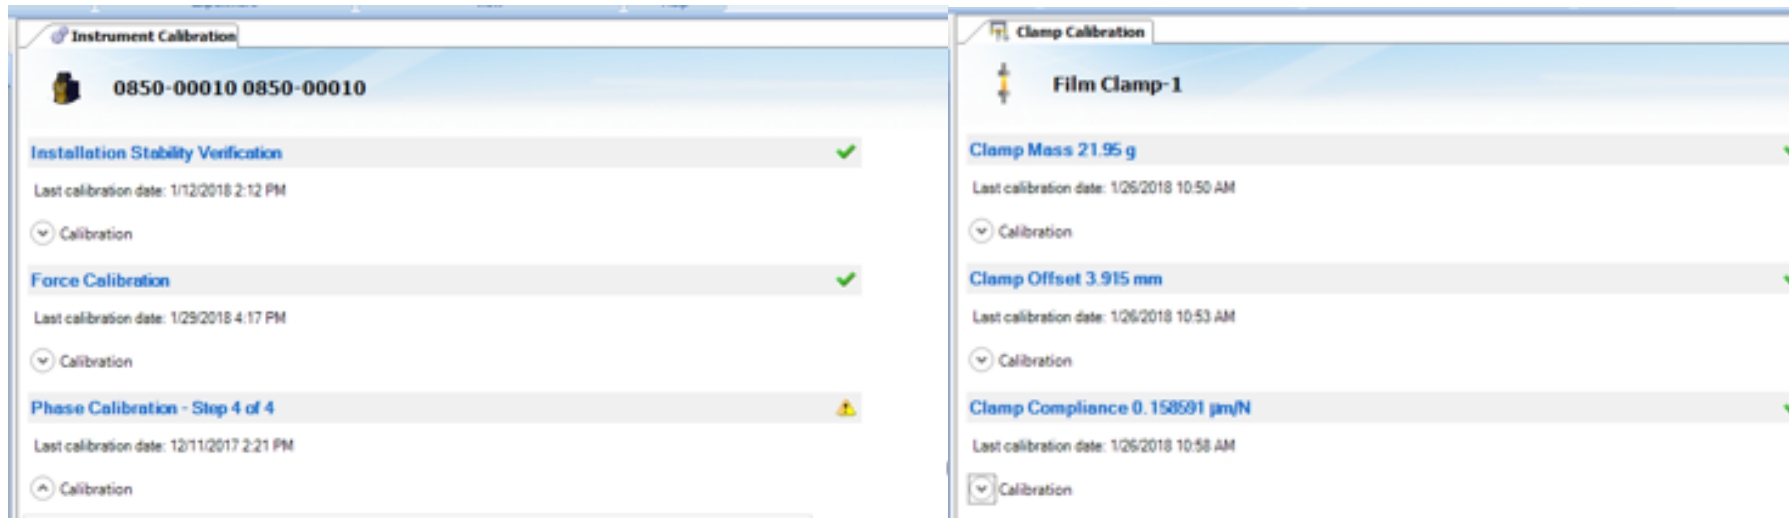 Instrument Calibration
0850-00010 0850-00010
Installation Stability Verification
Last calibration date: 1/12/2018 2:12 PM
Calibration
Force Calibration
Last calibration date: 1/29/2018 4:17 PM
Calibration
Phase Calibration - Step 4 of 4
Last calibration date: 12/11/2017 2:21 PM
Calibration
Clamp Calibration
Film Clamp-1
Clamp Mass 21.95 g
Last calibration date: 1/26/2018 10:50 AM
Calibration
Clamp Offset 3.915 mm
Last calibration date: 1/26/2018 10:53 AM
Calibration
Clamp Compliance 0.158591 µm/N
Last calibration date: 1/26/2018 10:58 AM
Calibration